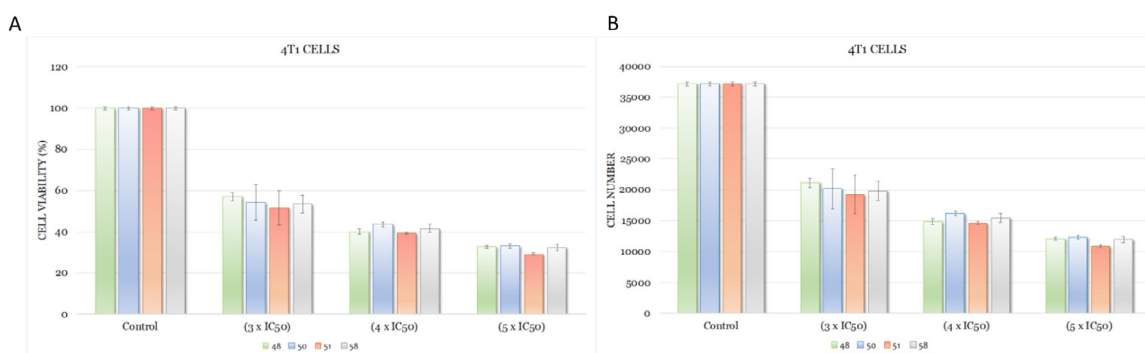 A
4T1 CELLS
CELL VIABILITY (%)
120
100
80
60
40
20
0
Control
(3 x IC50)
(4 x IC50)
(5 x IC50)
48 50 51 58
B
4T1 CELLS
CELL NUMBER
40000
35000
30000
25000
20000
15000
10000
5000
0
Control
(3 x IC50)
(4 x IC50)
(5 x IC50)
48 50 51 58